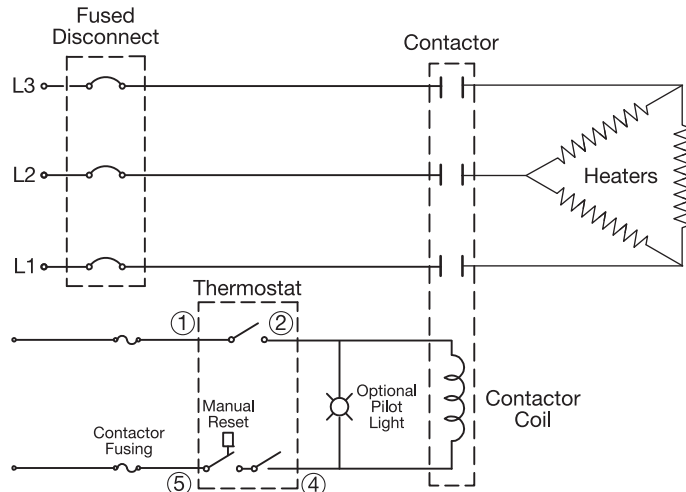 Fused
Disconnect
Contactor
L3
L2
Heaters
L1
Thermostat
① ②
Optional
Pilot
Light
Contactor
Coil
Manual
Reset
Contactor
Fusing
⑤ ④